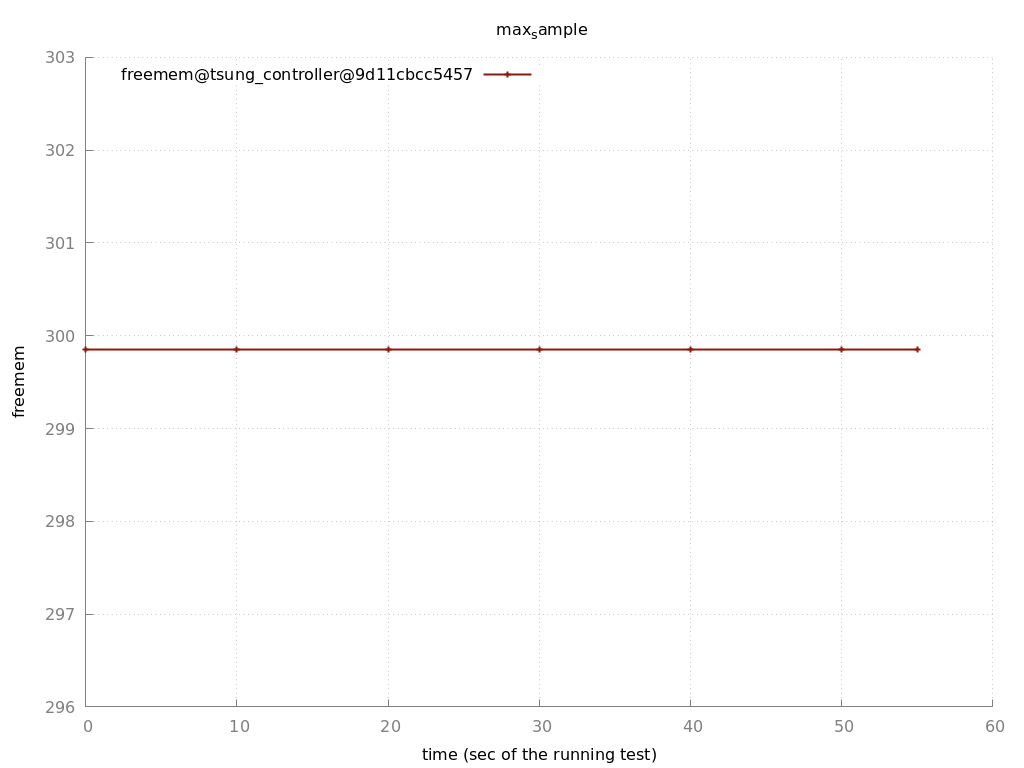 max_sample
303
freemem@tsung_controller@9d11cbcc5457
302
301
300
299
298
297
296
freemem
0 10 20 30 40 50 60
time (sec of the running test)